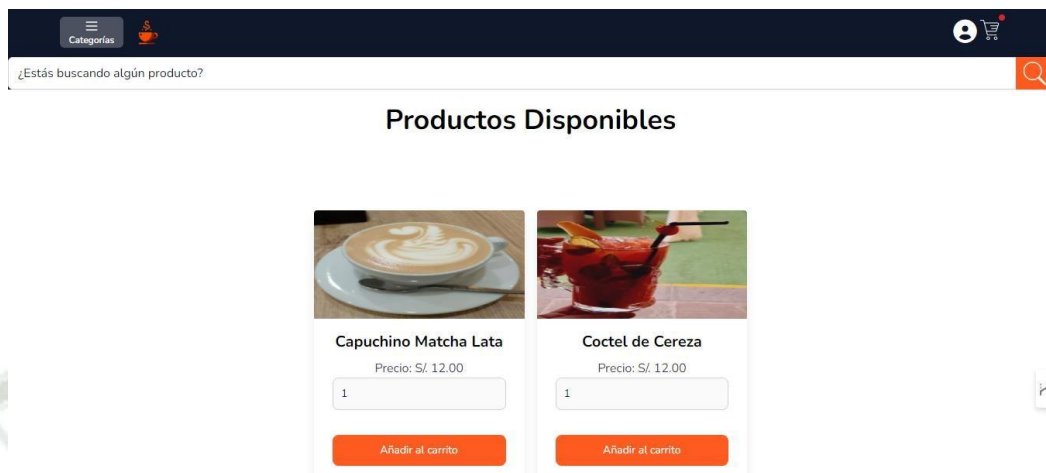 Categorías
¿Estás buscando algún producto?
Productos Disponibles
Capuchino Matcha Lata
Coctel de Cereza
Precio: S/. 12.00
Precio: S/. 12.00
1
1
Añadir al carrito
Añadir al carrito